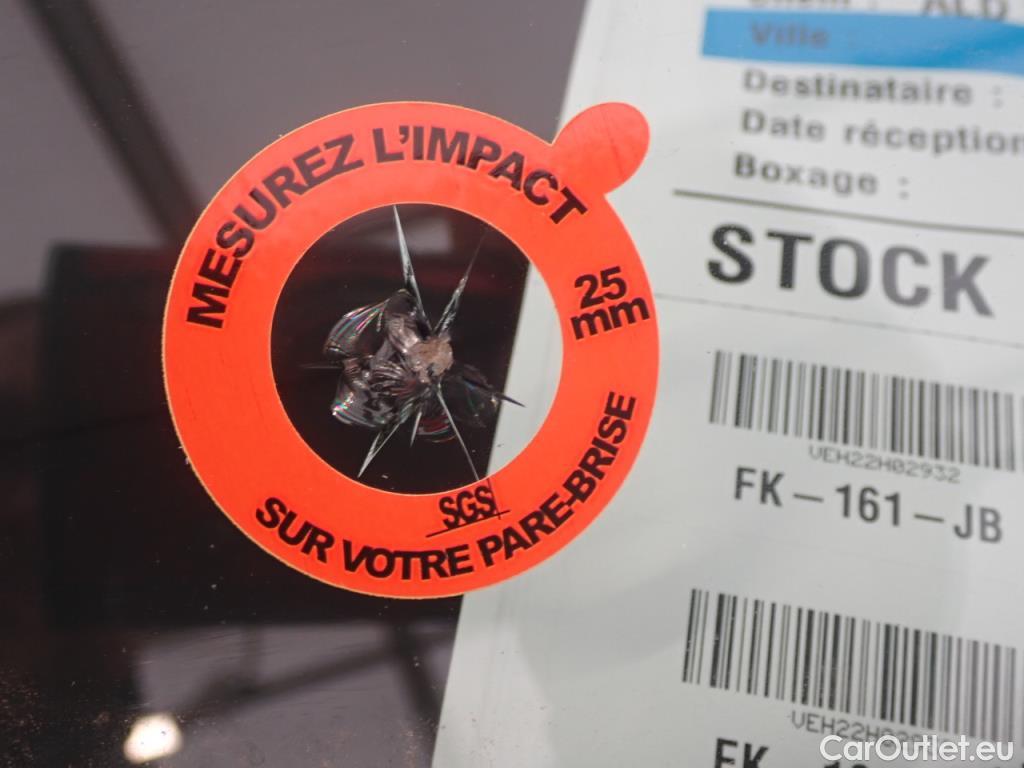 MESUREZ L'IMPACT
25
mm
SGS
SUR VOTRE PARE-BRISE
ALD
Ville :
Destinataire :
Date réception
Boxage :
STOCK
VEH22H02932
FK-161-JB
CarOutlet.eu